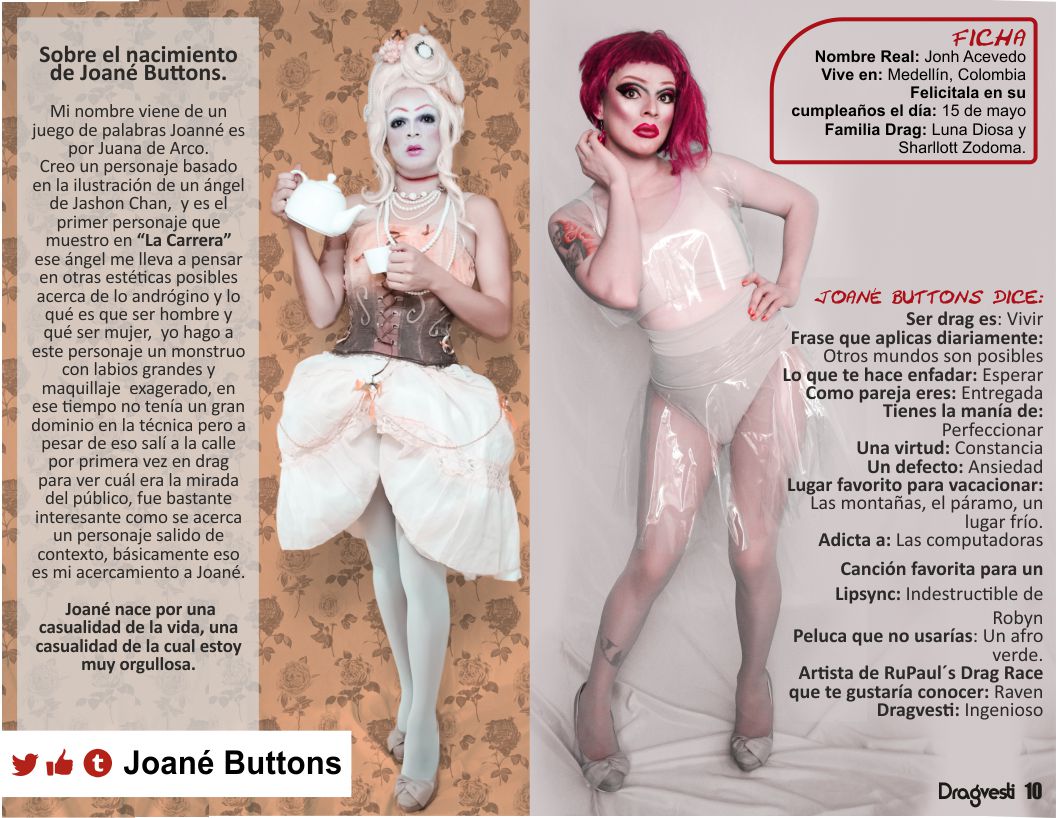 Sobre el nacimiento
de Joané Buttons.
Mi nombre viene de un
juego de palabras Joanné es
por Juana de Arco.
Creo un personaje basado
en la ilustración de un ángel
de Jashon Chan,  y es el
primer personaje que
muestro en “La Carrera”
ese ángel me lleva a pensar
en otras estéticas posibles
acerca de lo andrógino y lo
qué es que ser hombre y
qué ser mujer,  yo hago a
este personaje un monstruo
con labios grandes y
maquillaje  exagerado, en
ese tiempo no tenía un gran
dominio en la técnica pero a
pesar de eso salí a la calle
por primera vez en drag
para ver cuál era la mirada
del público, fue bastante
interesante como se acerca
un personaje salido de
contexto, básicamente eso
es mi acercamiento a Joané.
Joané nace por una
casualidad de la vida, una
casualidad de la cual estoy
muy orgullosa.
Joané Buttons
FICHA
Nombre Real: Jonh Acevedo
Vive en: Medellín, Colombia
Felicitala en su
cumpleaños el día: 15 de mayo
Familia Drag: Luna Diosa y
Sharllott Zodoma.
JOANÉ BUTTONS DICE:
Ser drag es: Vivir
Frase que aplicas diariamente:
Otros mundos son posibles
Lo que te hace enfadar: Esperar
Como pareja eres: Entregada
Tienes la manía de:
Perfeccionar
Una virtud: Constancia
Un defecto: Ansiedad
Lugar favorito para vacacionar:
Las montañas, el páramo, un
lugar frío.
Adicta a: Las computadoras
Canción favorita para un
Lipsync: Indestructible de
Robyn
Peluca que no usarías: Un afro
verde.
Artista de RuPaul´s Drag Race
que te gustaría conocer: Raven
Dragvesti: Ingenioso
Dragvesti 10